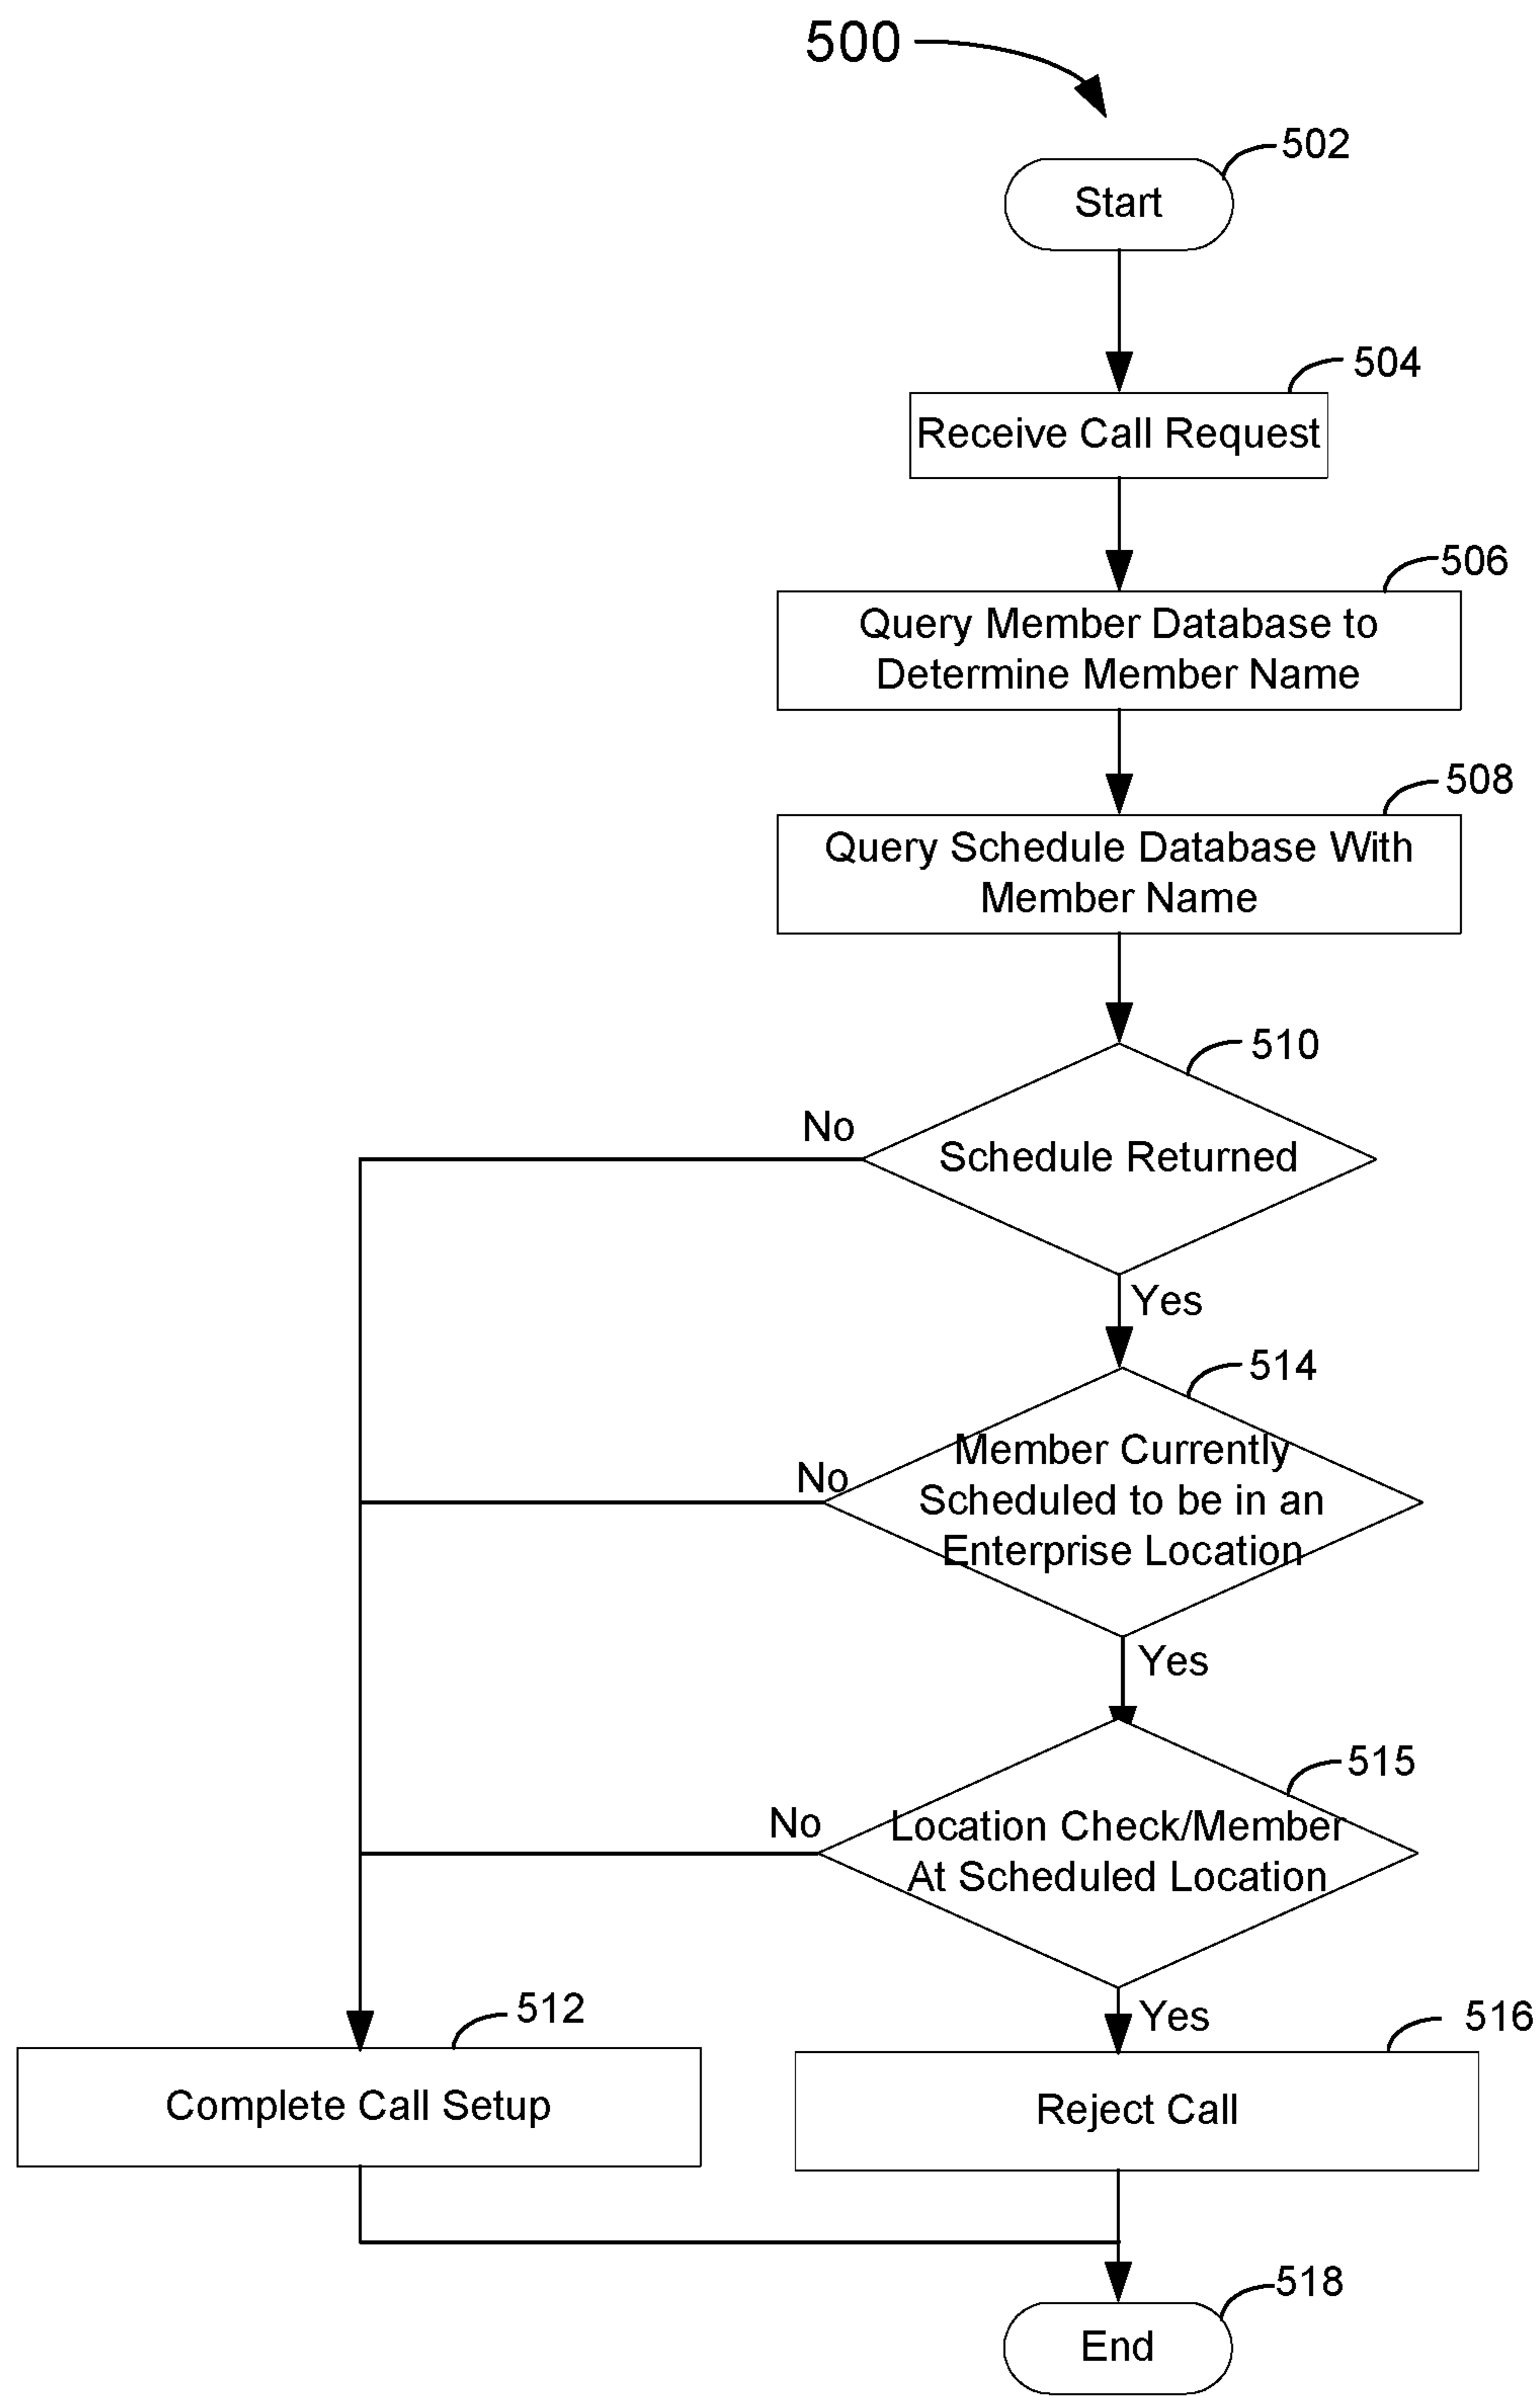 500
502
Start
504
Receive Call Request
506
Query Member Database to
Determine Member Name
508
Query Schedule Database With
Member Name
510
No
Schedule Returned
Yes
514
No
Member Currently
Scheduled to be in an
Enterprise Location
Yes
515
No
Location Check/Member
At Scheduled Location
Yes
512
516
Complete Call Setup
Reject Call
518
End